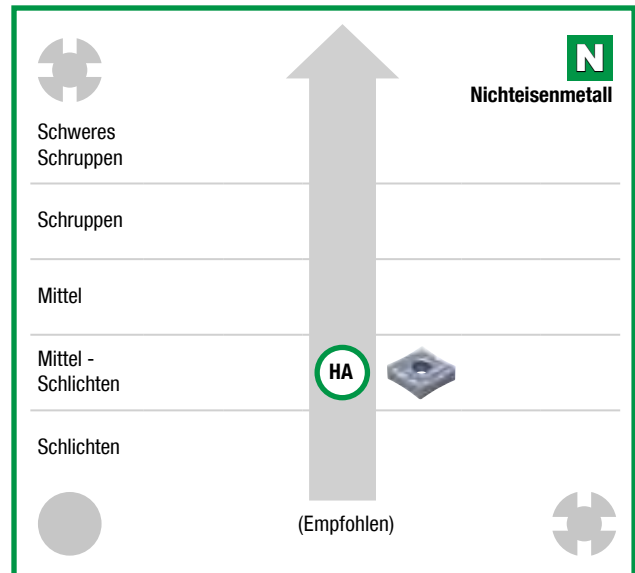 N
Nichteisenmetall
Schweres
Schruppen
Schruppen
Mittel
Mittel -
Schlichten
HA
Schlichten
(Empfohlen)